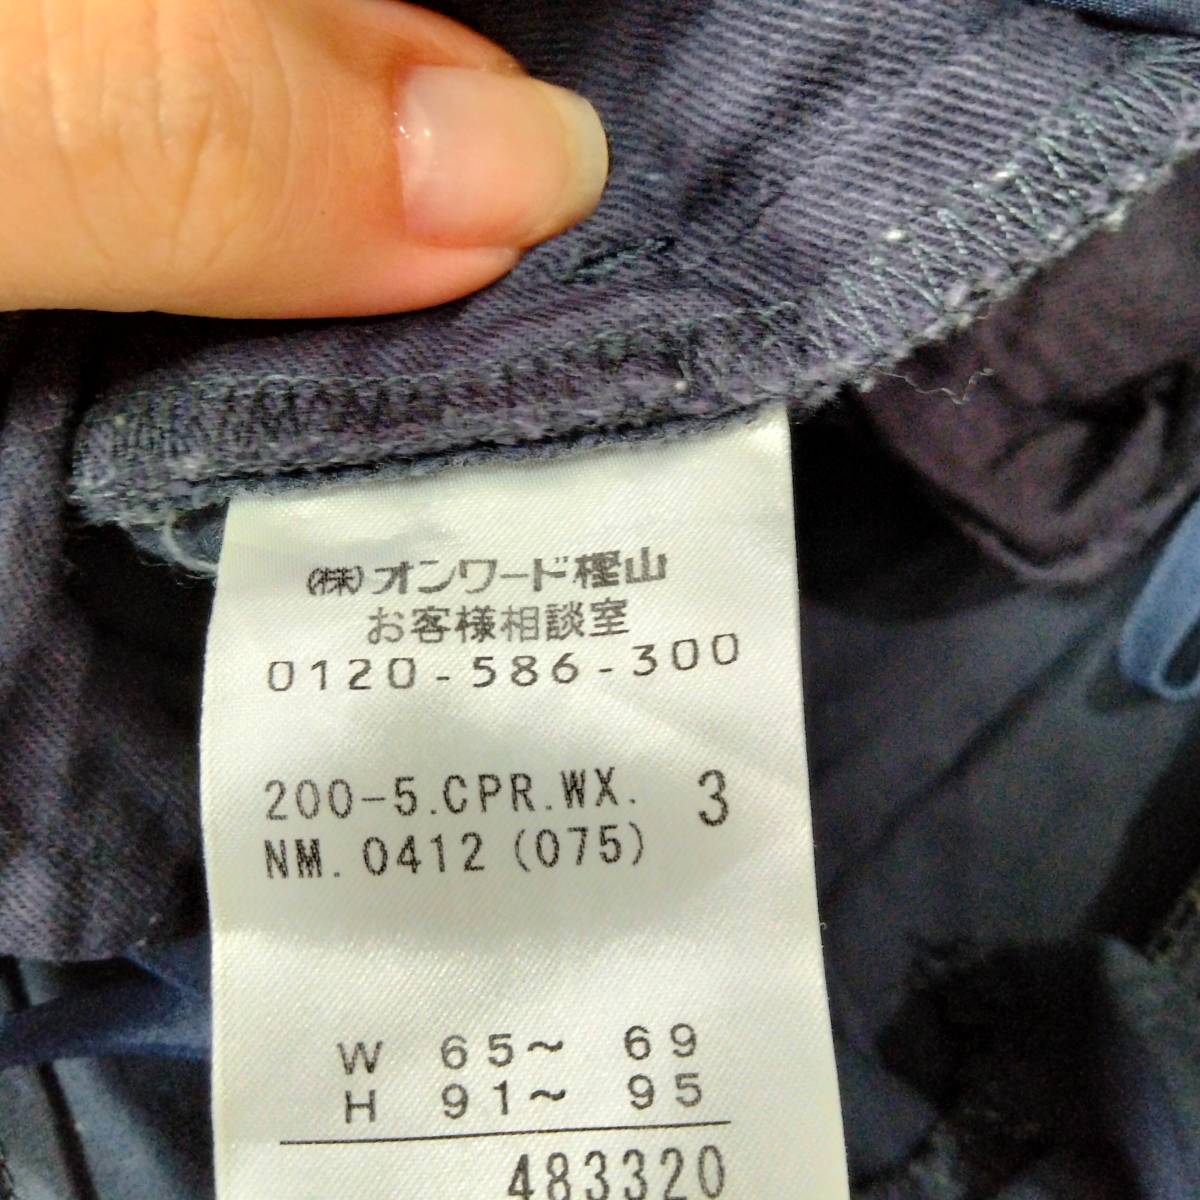 (株)オンワード樫山
お客様相談室
0120-586-300
200-5.CPR.WX. 3
NM. 0412 (075)
W 65~ 69
H 91~ 95
483320